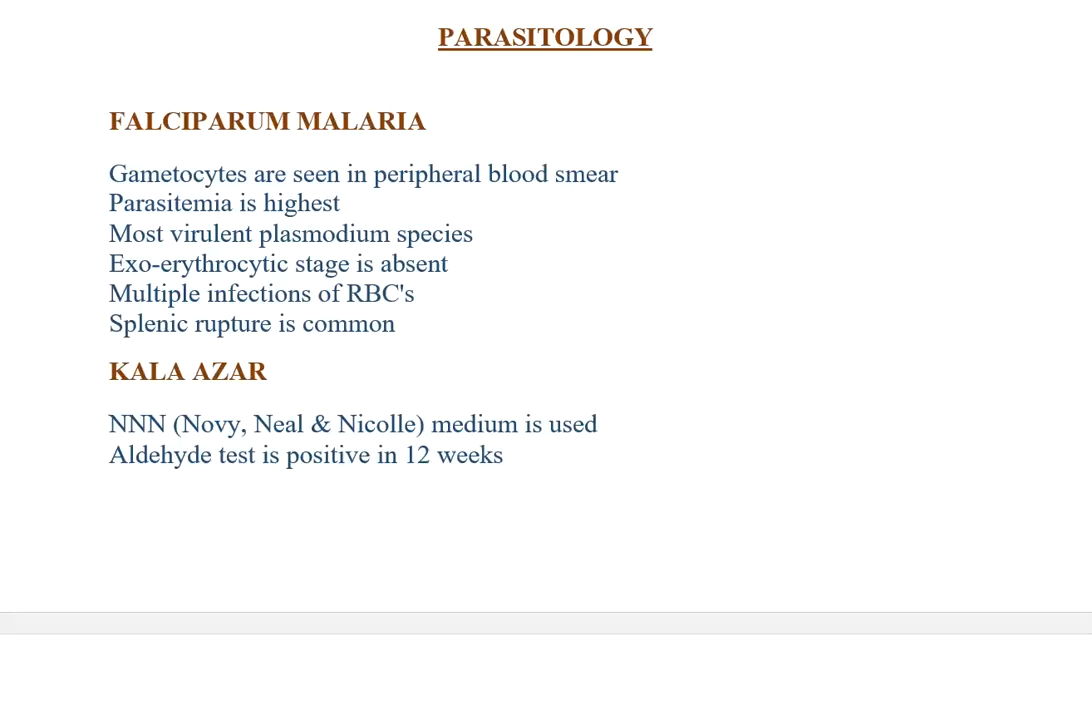 PARASITOLOGY
FALCIPARUM MALARIA
Gametocytes are seen in peripheral blood smear
Parasitemia is highest
Most virulent plasmodium species
Exo-erythrocytic stage is absent
Multiple infections of RBC's
Splenic rupture is common
KALA AZAR
NNN (Novy, Neal & Nicolle) medium is used
Aldehyde test is positive in 12 weeks